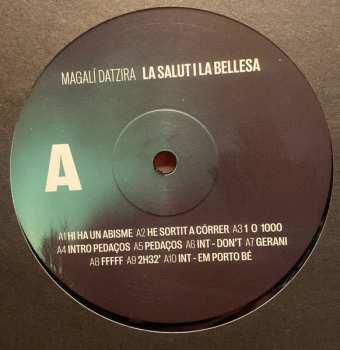 MAGALÍ DATZIRA LA SALUT I LA BELLESA
A
A1 HI HA UN ABISME A2 HE SORTIT A CÓRRER A3 1 O 1000
A4 INTRO PEDAÇOS A5 PEDAÇOS A6 INT - DON'T A7 GERANI
A8 FFFFF A9 2H32' A10 INT - EM PORTO BÉ